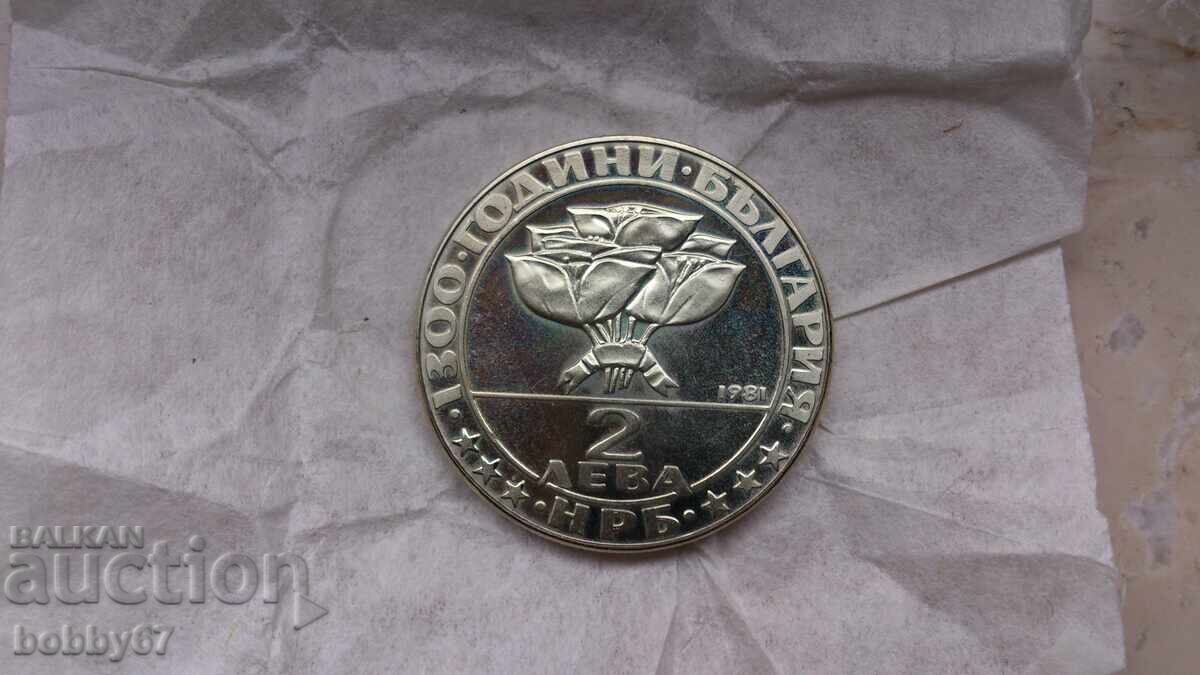 1300·ГОДИНИ·БЪЛГАРИЯ
1981
2
ЛЕВА
·НРБ·
BALKAN
auction
bobby67